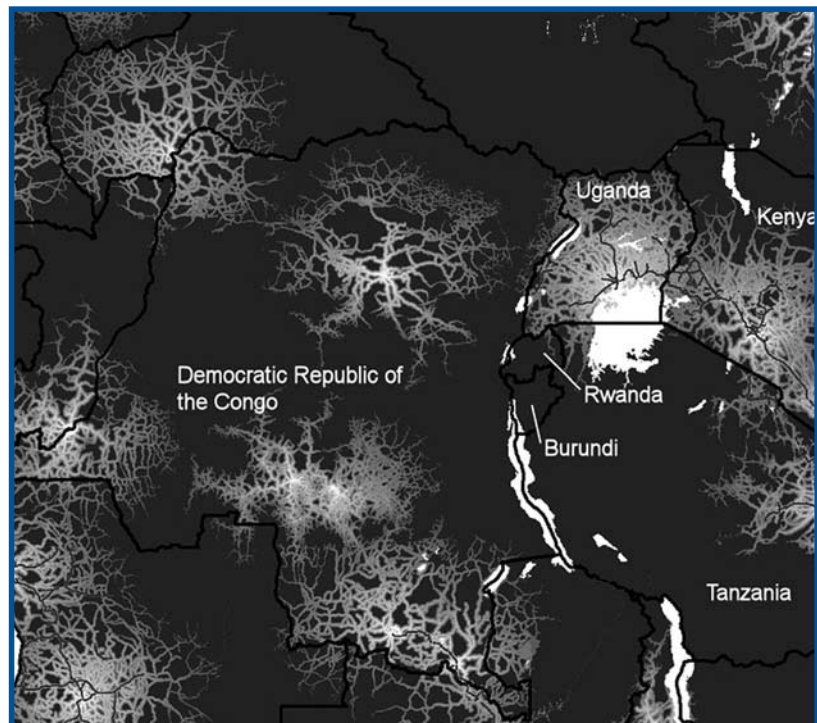 Uganda
Kenya
Democratic Republic of
the Congo
Rwanda
Burundi
Tanzania